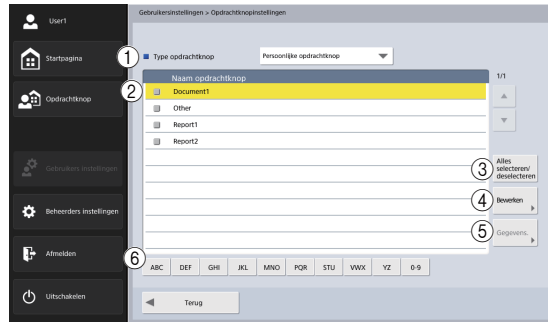 User1
Startpagina
Opdrachtknop
Gebruikers instellingen
Beheerders instellingen
Afmelden
Uitschakelen
Gebruikersinstellingen > Opdrachtknopinstellingen
1
Type opdrachtknop
Persoonlijke opdrachtknop
Naam opdrachtknop
1/1
2
Document1
Other
Report1
Report2
3
Alles
selecteren/
deselecteren
4
Bewerken
5
Gegevens.
6
ABC DEF GHI JKL MNO PQR STU VWX YZ 0-9
Terug